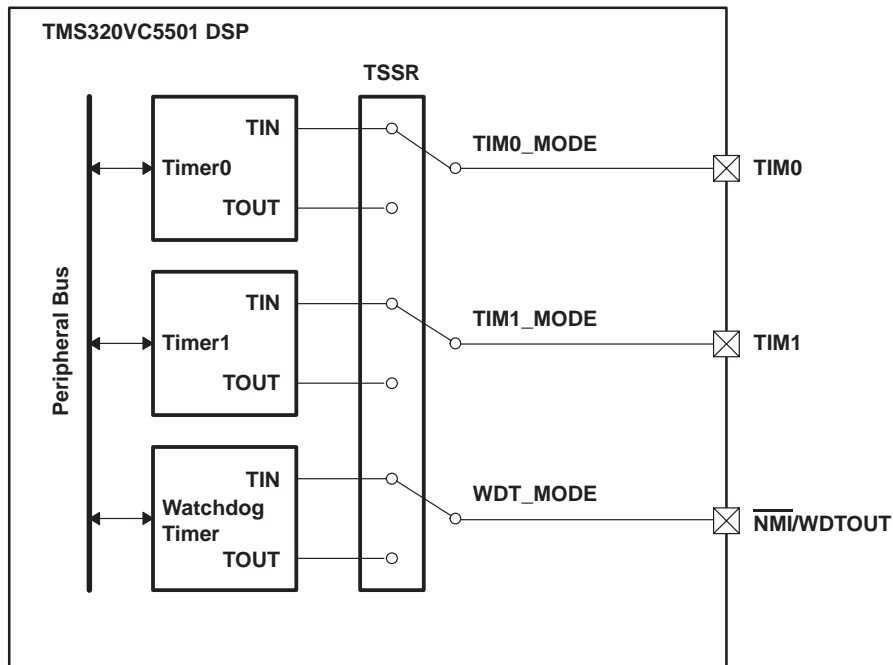 TMS320VC5501 DSP
TSSR
TIN
Timer0
TOUT
TIM0_MODE
TIM0
Peripheral Bus
TIN
Timer1
TOUT
TIM1_MODE
TIM1
TIN
Watchdog
Timer
TOUT
WDT_MODE
NMI/WDTOUT